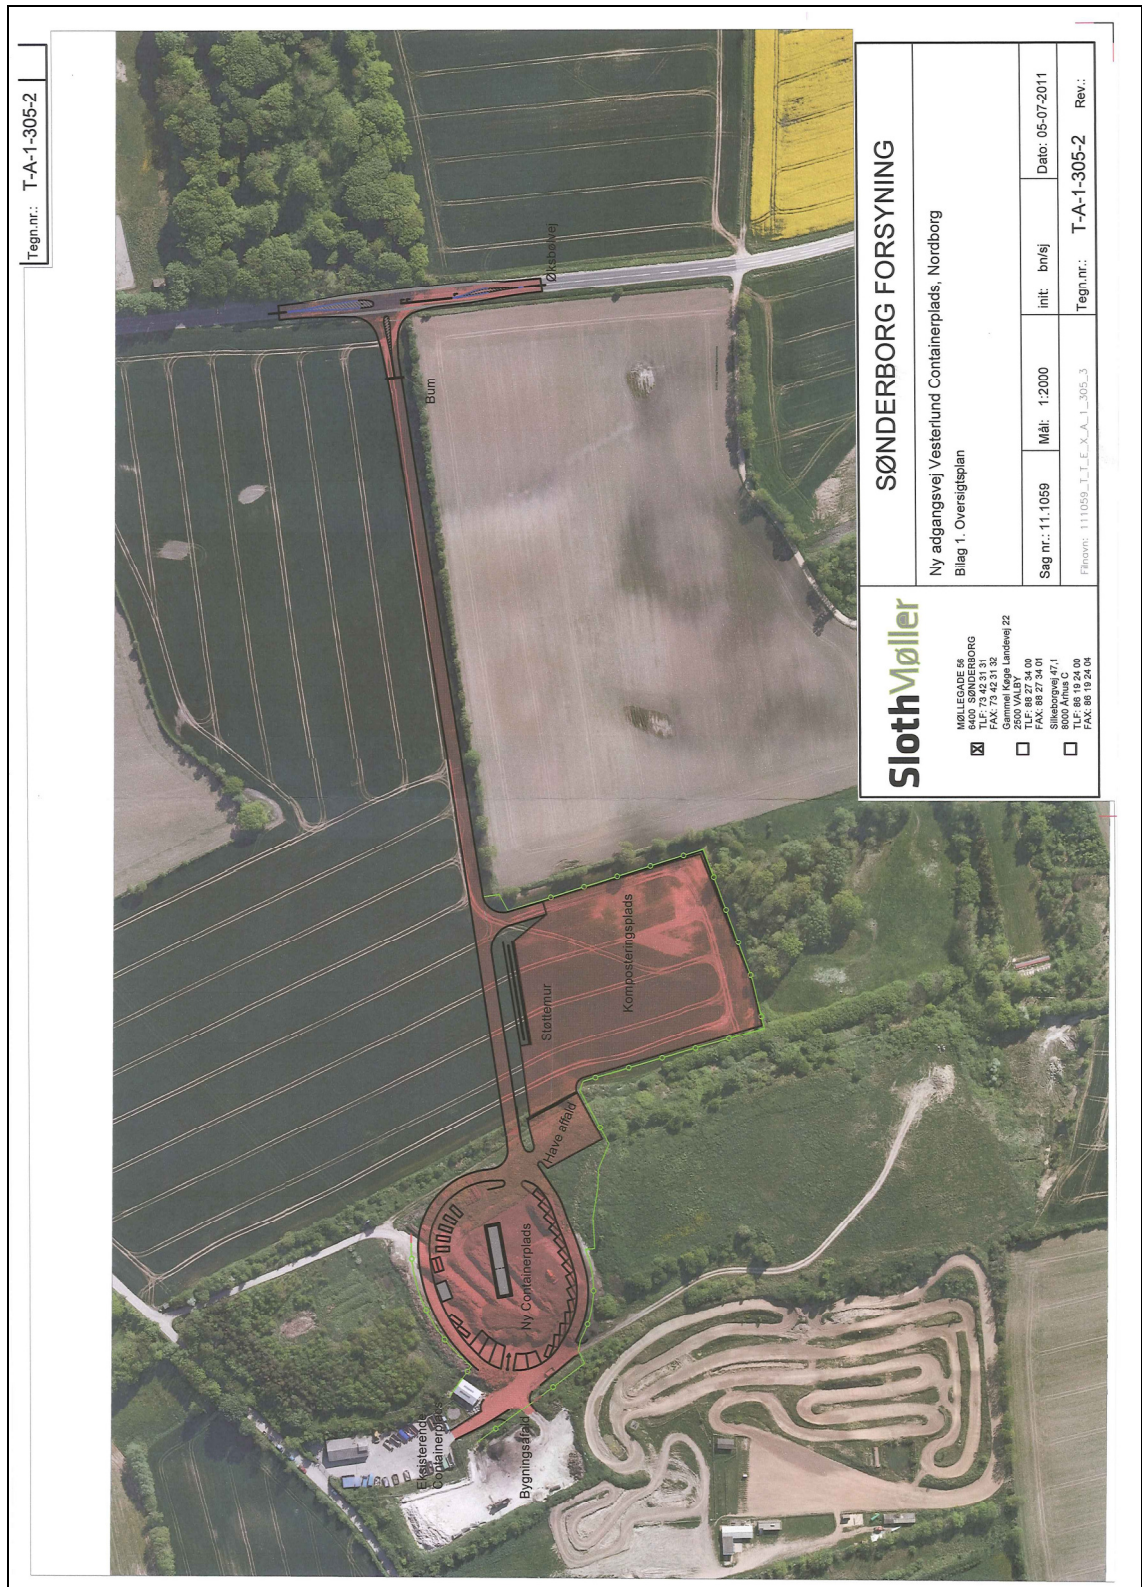 Tegn.nr.: T-A-1-305-2
Øksbølvej
Bum
Komposteringsplads
Støttemur
Have affald
Ny Containerplads
Eksisterende
Containerplads
Bygningsaffald
SlothMøller
MØLLEGADE 56
6400 SØNDERBORG
TLF: 73 42 31 31
FAX: 73 42 31 32
Gammel Køge Landevej 22
2500 VALBY
TLF: 88 27 34 00
FAX: 88 27 34 01
Silkeborgvej 47,1
8000 Århus C
TLF: 86 19 24 00
FAX: 86 19 24 04
SØNDERBORG FORSYNING
Ny adgangsvej Vesterlund Containerplads, Nordborg
Bilag 1. Oversigtsplan
Sag nr.: 11.1059 Mål: 1:2000 init: bn/sj Dato: 05-07-2011
Filnavn: 111059_T_T_E_X_A_1_305_3 Tegn.nr.: T-A-1-305-2 Rev.: